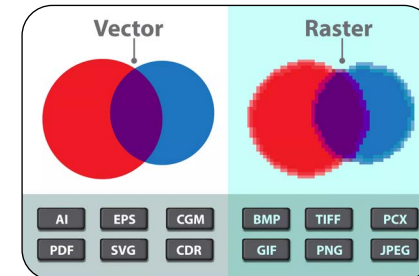 Vector Raster
AI EPS CGM BMP TIFF PCX
PDF SVG CDR GIF PNG JPEG